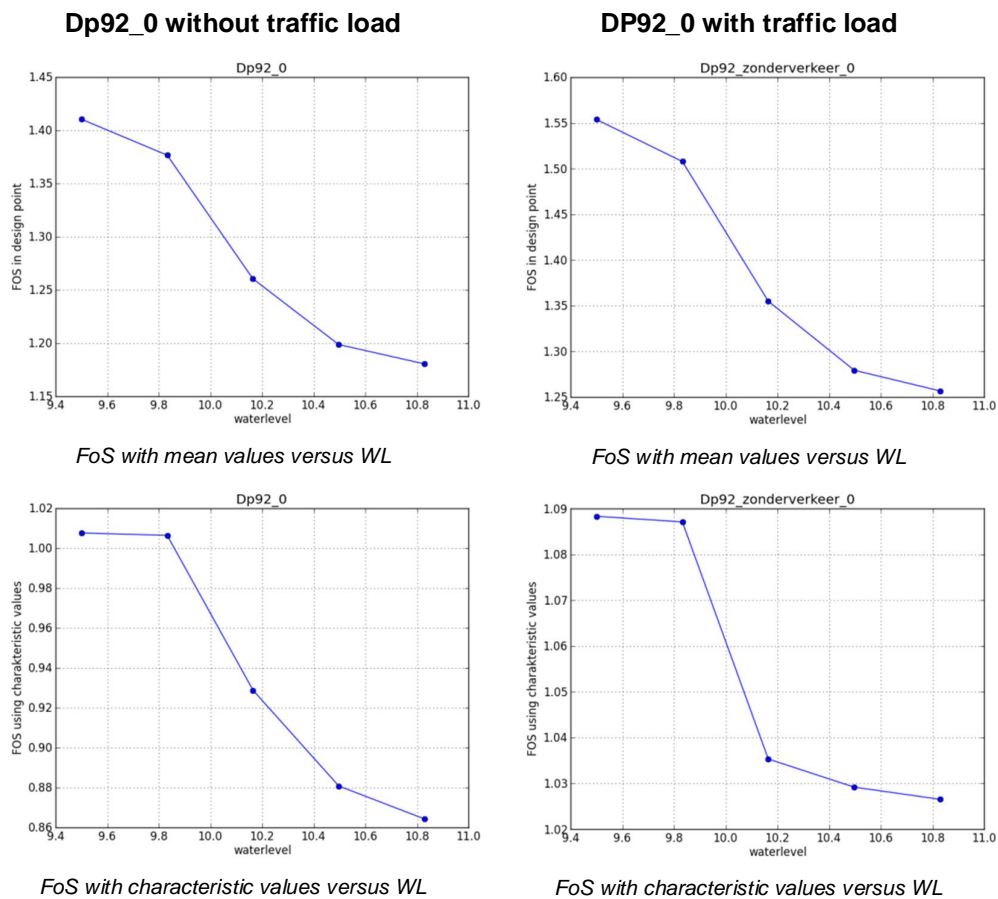 Dp92_0 without traffic load
DP92_0 with traffic load
Dp92_0
1.45
1.40
1.35
1.30
1.25
1.20
1.15
FOS in design point
9.4 9.6 9.8 10.0 10.2 10.4 10.6 10.8 11.0
waterlevel
FoS with mean values versus WL
Dp92_zonderverkeer_0
1.60
1.55
1.50
1.45
1.40
1.35
1.30
1.25
FOS in design point
9.4 9.6 9.8 10.0 10.2 10.4 10.6 10.8 11.0
waterlevel
FoS with mean values versus WL
Dp92_0
1.02
1.00
0.98
0.96
0.94
0.92
0.90
0.88
0.86
FOS using charakteristic values
9.4 9.6 9.8 10.0 10.2 10.4 10.6 10.8 11.0
waterlevel
FoS with characteristic values versus WL
Dp92_zonderverkeer_0
1.09
1.08
1.07
1.06
1.05
1.04
1.03
1.02
FOS using charakteristic values
9.4 9.6 9.8 10.0 10.2 10.4 10.6 10.8 11.0
waterlevel
FoS with characteristic values versus WL